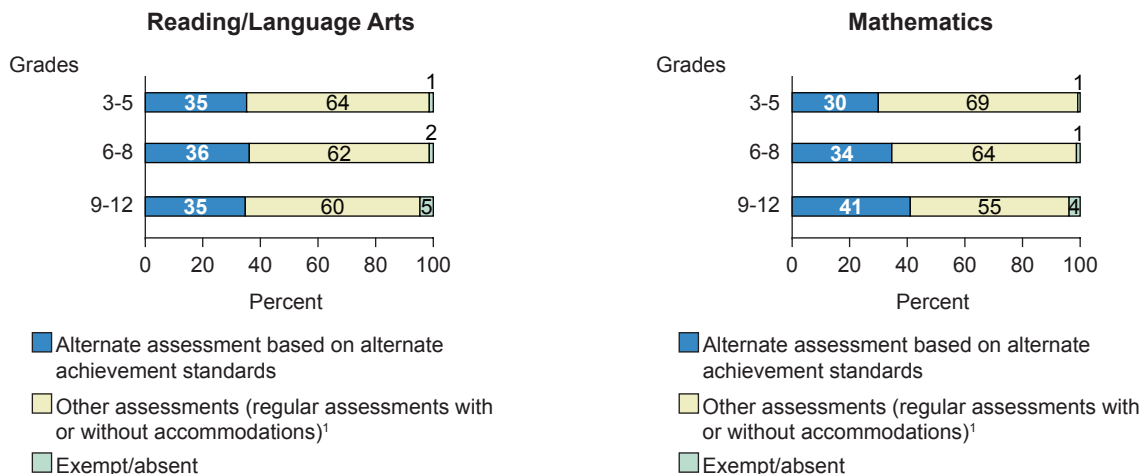 Reading/Language Arts
Grades
1
3-5 35 64
2
6-8 36 62
9-12 35 60 5
0 20 40 60 80 100
Percent
Alternate assessment based on alternate
achievement standards
Other assessments (regular assessments with
or without accommodations)¹
Exempt/absent
Mathematics
Grades
1
3-5 30 69
1
6-8 34 64
9-12 41 55 4
0 20 40 60 80 100
Percent
Alternate assessment based on alternate
achievement standards
Other assessments (regular assessments with
or without accommodations)¹
Exempt/absent